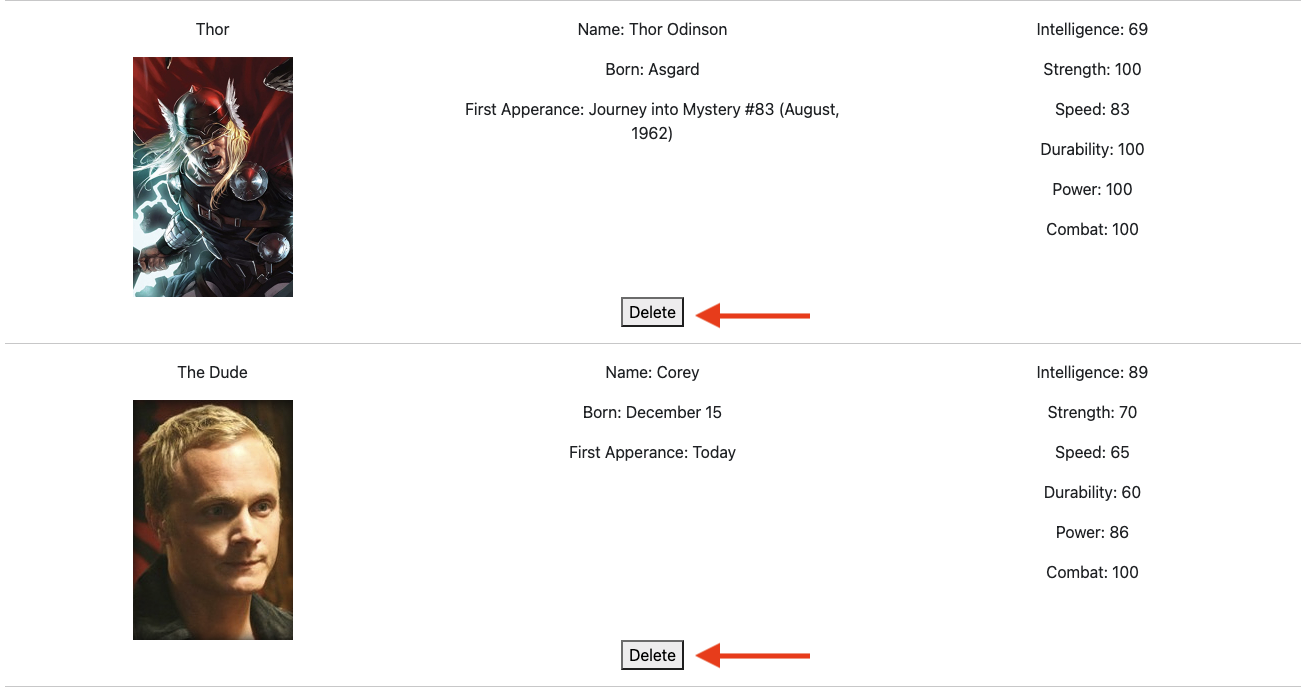 Thor
Name: Thor Odinson
Born: Asgard
First Apperance: Journey into Mystery #83 (August,
1962)
Intelligence: 69
Strength: 100
Speed: 83
Durability: 100
Power: 100
Combat: 100
Delete
The Dude
Name: Corey
Born: December 15
First Apperance: Today
Intelligence: 89
Strength: 70
Speed: 65
Durability: 60
Power: 86
Combat: 100
Delete